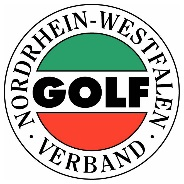 NORDRHEIN-WESTFALEN
GOLF
· VERBAND ·